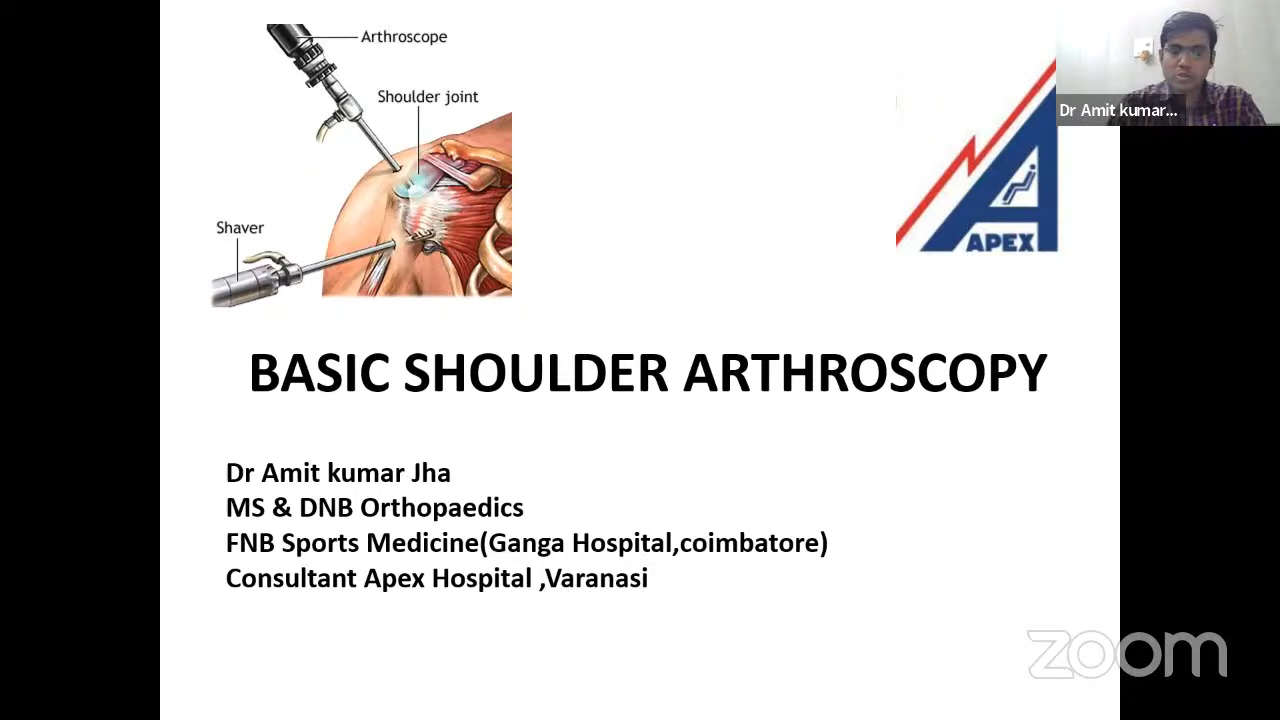 Arthroscope
Shoulder joint
Shaver
APEX
Dr Amit kumar...
BASIC SHOULDER ARTHROSCOPY
Dr Amit kumar Jha
MS & DNB Orthopaedics
FNB Sports Medicine(Ganga Hospital,coimbatore)
Consultant Apex Hospital ,Varanasi
zoom